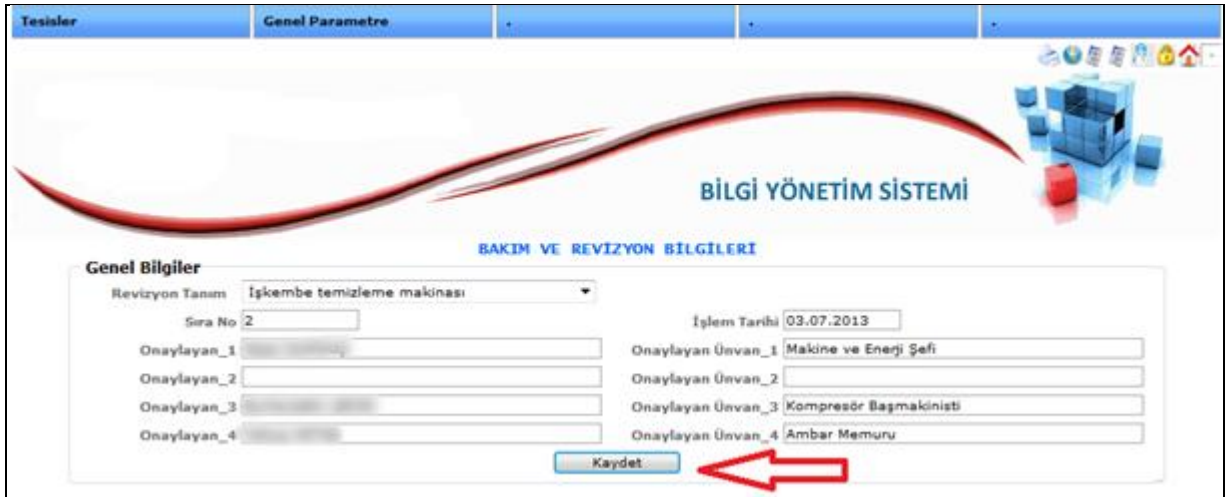 Tesisler Genel Parametre . . .
BİLGİ YÖNETİM SİSTEMİ
BAKIM VE REVİZYON BİLGİLERİ
Genel Bilgiler
Revizyon Tanım İşkembe temizleme makinası
Sıra No 2 İşlem Tarihi 03.07.2013
Onaylayan_1 Onaylayan Ünvan_1 Makine ve Enerji Şefi
Onaylayan_2 Onaylayan Ünvan_2
Onaylayan_3 Onaylayan Ünvan_3 Kompresör Başmakinisti
Onaylayan_4 Onaylayan Ünvan_4 Ambar Memuru
Kaydet